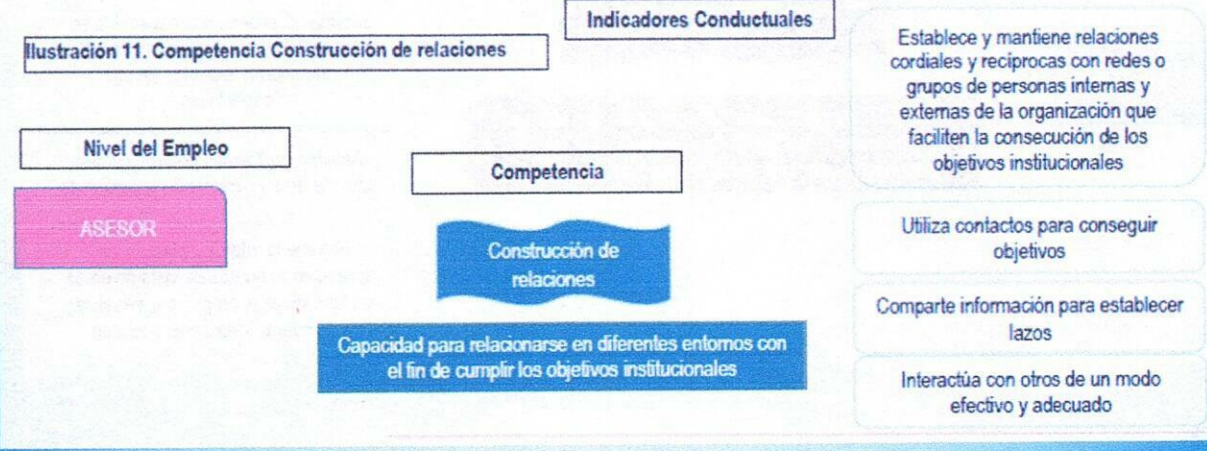 Indicadores Conductuales
Ilustración 11. Competencia Construcción de relaciones
Nivel del Empleo
ASESOR
Competencia
Construcción de
relaciones
Capacidad para relacionarse en diferentes entornos con
el fin de cumplir los objetivos institucionales
Establece y mantiene relaciones
cordiales y reciprocas con redes o
grupos de personas internas y
externas de la organización que
faciliten la consecución de los
objetivos institucionales
Utiliza contactos para conseguir
objetivos
Comparte información para establecer
lazos
Interactúa con otros de un modo
efectivo y adecuado